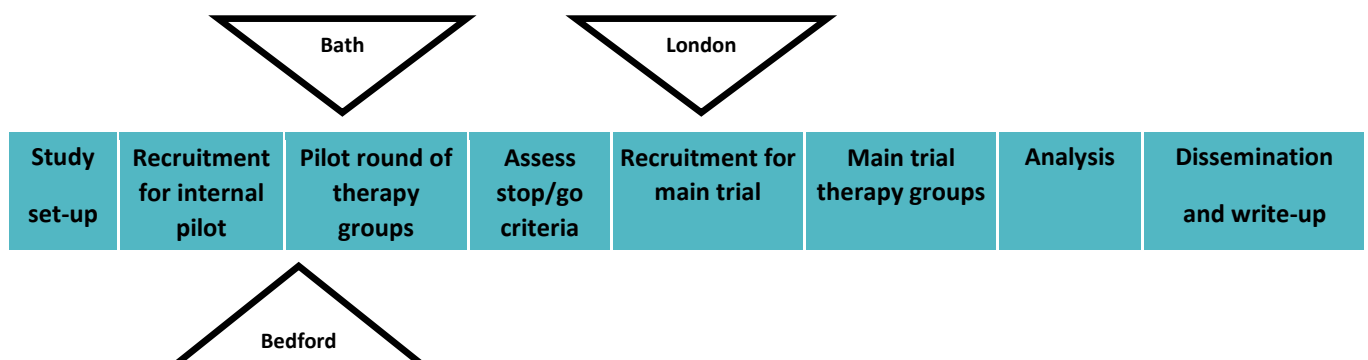 Bath
London
Study
set-up
Recruitment
for internal
pilot
Pilot round of
therapy
groups
Assess
stop/go
criteria
Recruitment for
main trial
Main trial
therapy groups
Analysis
Dissemination
and write-up
Bedford